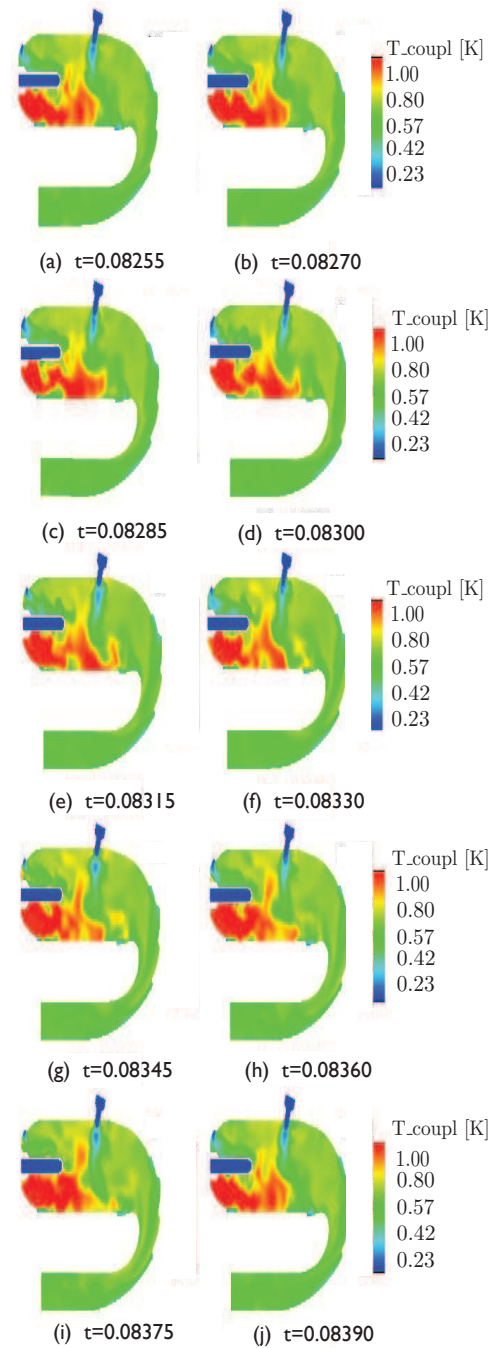 T_coupl [K]
1.00
0.80
0.57
0.42
0.23
(a) t=0.08255
(b) t=0.08270
T_coupl [K]
1.00
0.80
0.57
0.42
0.23
(c) t=0.08285
(d) t=0.08300
T_coupl [K]
1.00
0.80
0.57
0.42
0.23
(e) t=0.08315
(f) t=0.08330
T_coupl [K]
1.00
0.80
0.57
0.42
0.23
(g) t=0.08345
(h) t=0.08360
T_coupl [K]
1.00
0.80
0.57
0.42
0.23
(i) t=0.08375
(j) t=0.08390